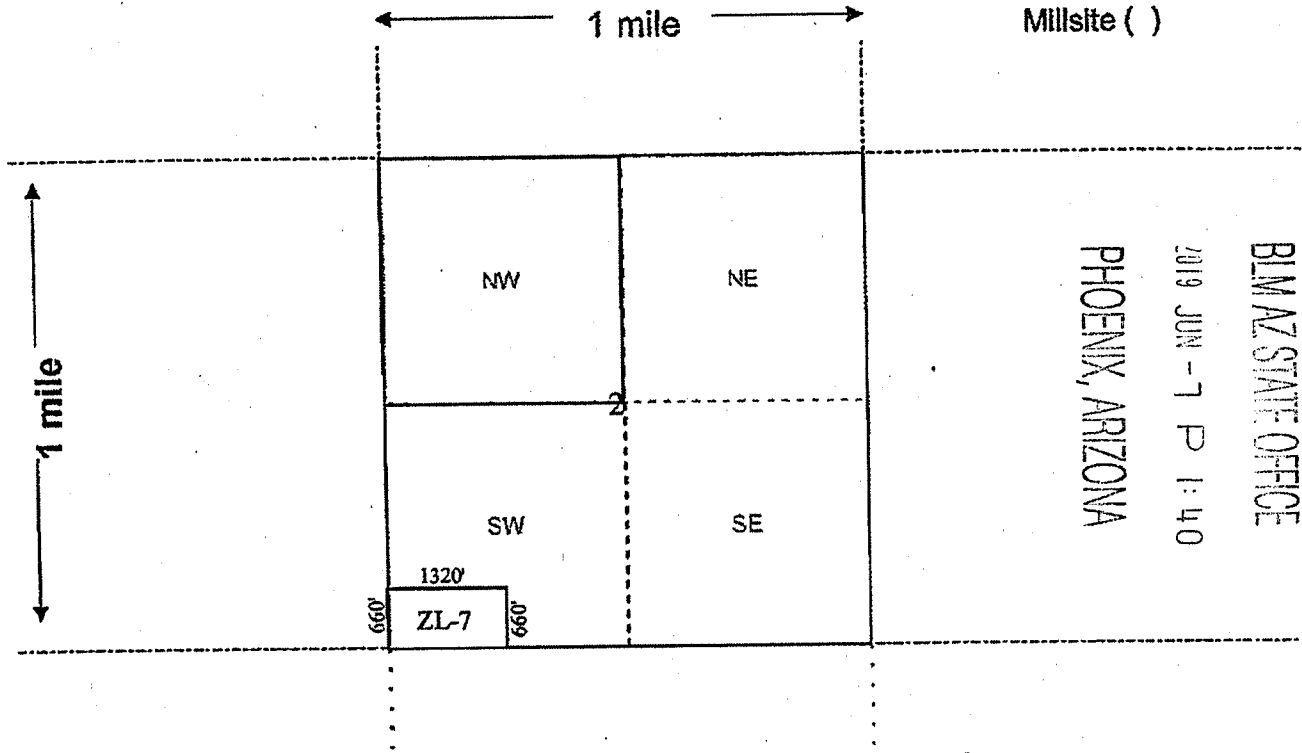 1 mile
Millsite ( )
1 mile
NW
NE
2
SW
SE
1320'
660'
ZL-7
660'
BLM AZ STATE OFFICE
2019 JUN -7 P 1:40
PHOENIX, ARIZONA